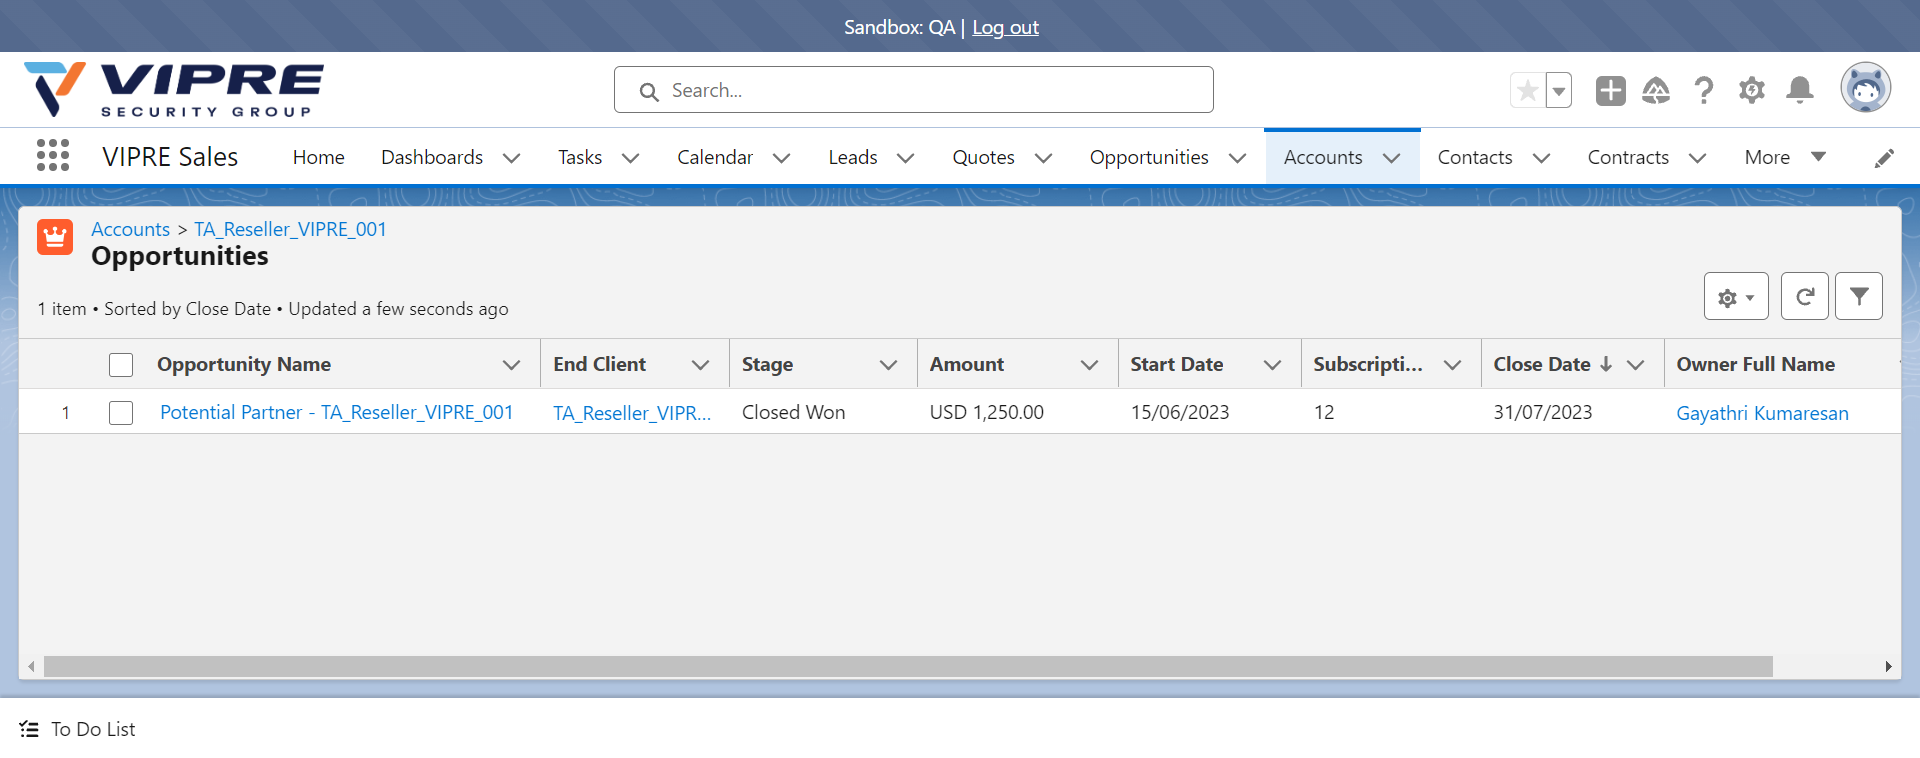 Sandbox: QA | Log out
VIPRE
SECURITY GROUP
Search...
VIPRE Sales
Home
Dashboards
Tasks
Calendar
Leads
Quotes
Opportunities
Accounts
Contacts
Contracts
More
Accounts > TA_Reseller_VIPRE_001
Opportunities
1 item • Sorted by Close Date • Updated a few seconds ago
Opportunity Name
End Client
Stage
Amount
Start Date
Subscripti...
Close Date
Owner Full Name
1
Potential Partner - TA_Reseller_VIPRE_001
TA_Reseller_VIPR...
Closed Won
USD 1,250.00
15/06/2023
12
31/07/2023
Gayathri Kumaresan
To Do List